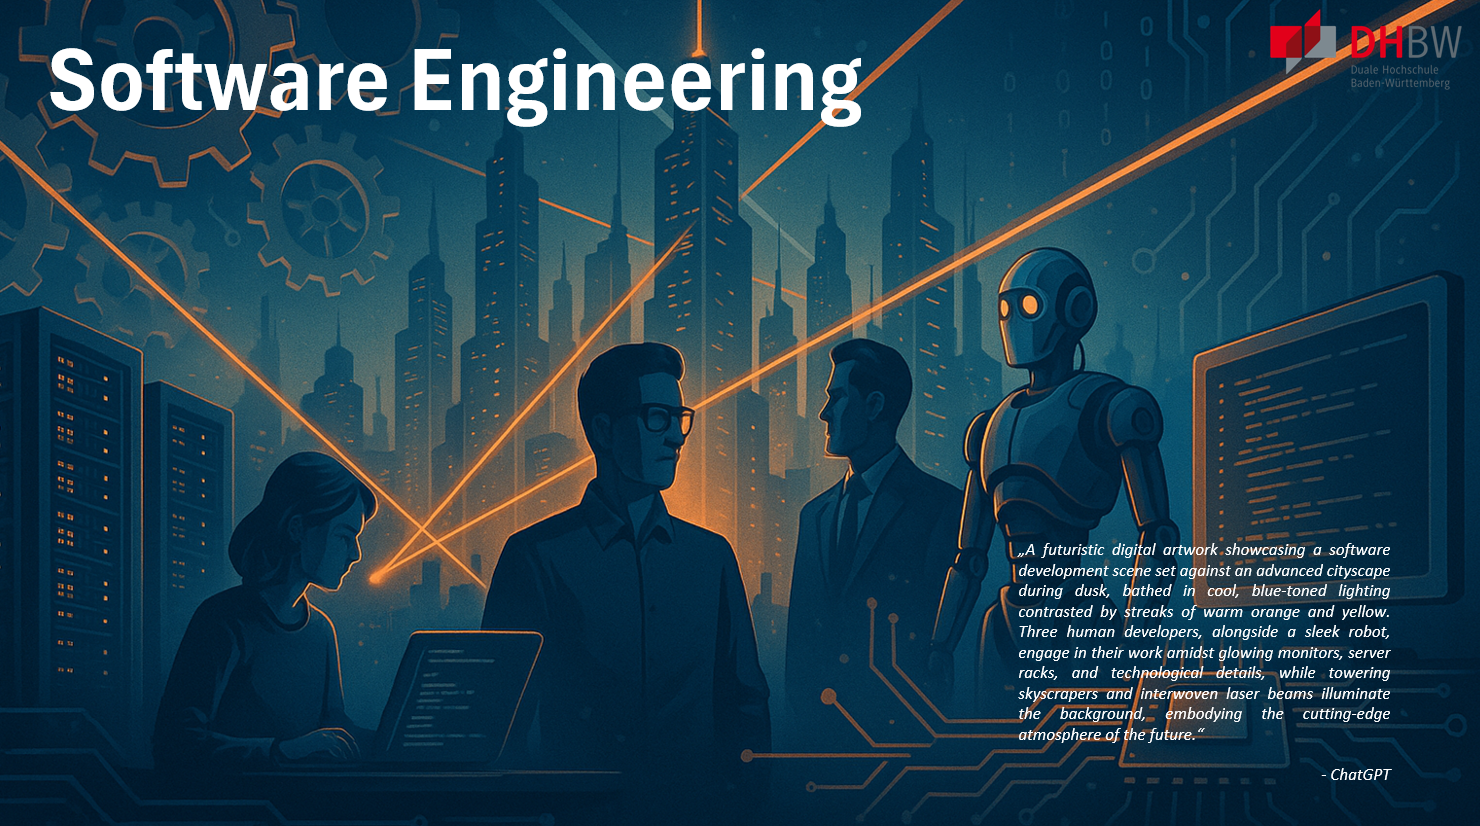 Software Engineering
DHBW
Duale Hochschule
Baden-Württemberg
„A futuristic digital artwork showcasing a software
development scene set against an advanced cityscape
during dusk, bathed in cool, blue-toned lighting
contrasted by streaks of warm orange and yellow.
Three human developers, alongside a sleek robot,
engage in their work amidst glowing monitors, server
racks, and technological details, while towering
skyscrapers and interwoven laser beams illuminate
the background, embodying the cutting-edge
atmosphere of the future.“
- ChatGPT